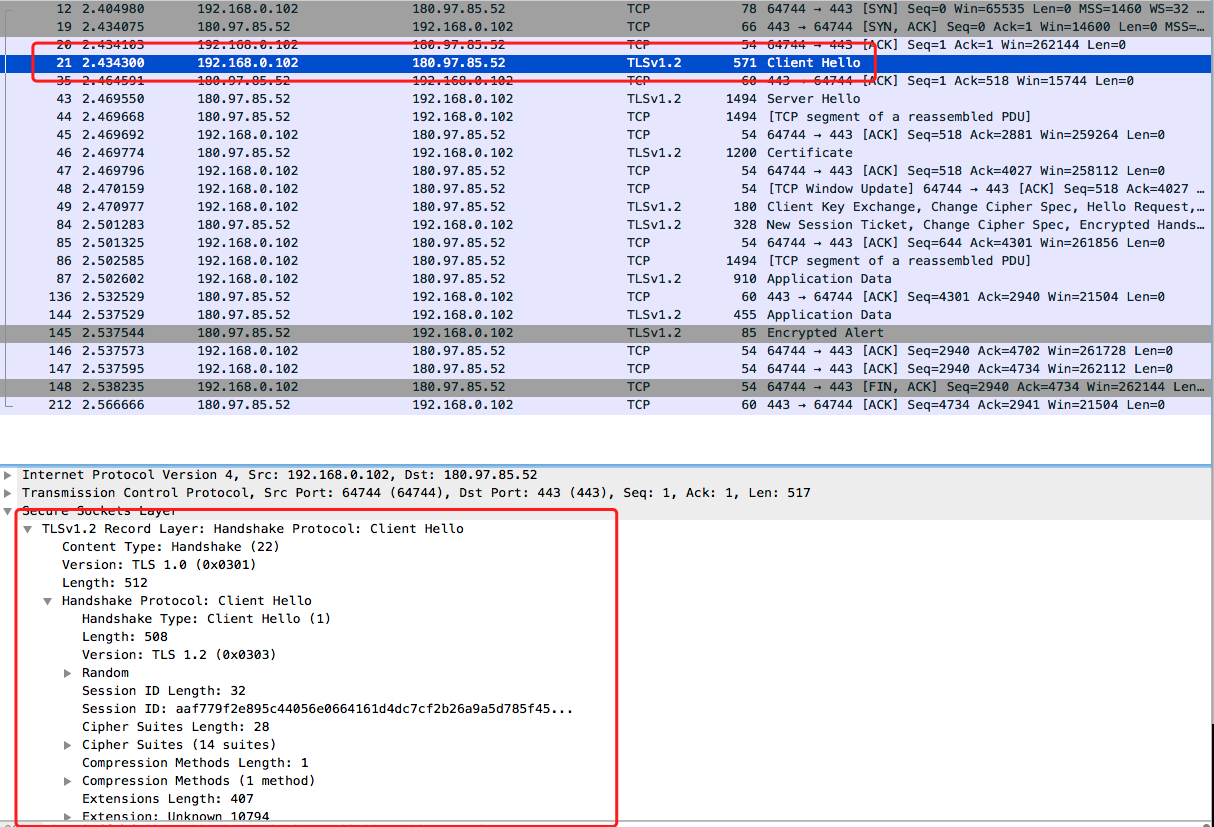 12 2.404980 192.168.0.102 180.97.85.52 TCP 78 64744 → 443 [SYN] Seq=0 Win=65535 Len=0 MSS=1460 WS=32 …
19 2.434075 180.97.85.52 192.168.0.102 TCP 66 443 → 64744 [SYN, ACK] Seq=0 Ack=1 Win=14600 Len=0 MSS=…
20 2.434103 192.168.0.102 180.97.85.52 TCP 54 64744 → 443 [ACK] Seq=1 Ack=1 Win=262144 Len=0
21 2.434300 192.168.0.102 180.97.85.52 TLSv1.2 571 Client Hello
35 2.464591 180.97.85.52 192.168.0.102 TCP 60 443 → 64744 [ACK] Seq=1 Ack=518 Win=15744 Len=0
43 2.469550 180.97.85.52 192.168.0.102 TLSv1.2 1494 Server Hello
44 2.469668 180.97.85.52 192.168.0.102 TCP 1494 [TCP segment of a reassembled PDU]
45 2.469692 192.168.0.102 180.97.85.52 TCP 54 64744 → 443 [ACK] Seq=518 Ack=2881 Win=259264 Len=0
46 2.469774 180.97.85.52 192.168.0.102 TLSv1.2 1200 Certificate
47 2.469796 192.168.0.102 180.97.85.52 TCP 54 64744 → 443 [ACK] Seq=518 Ack=4027 Win=258112 Len=0
48 2.470159 192.168.0.102 180.97.85.52 TCP 54 [TCP Window Update] 64744 → 443 [ACK] Seq=518 Ack=4027 …
49 2.470977 192.168.0.102 180.97.85.52 TLSv1.2 180 Client Key Exchange, Change Cipher Spec, Hello Request,…
84 2.501283 180.97.85.52 192.168.0.102 TLSv1.2 328 New Session Ticket, Change Cipher Spec, Encrypted Hands…
85 2.501325 192.168.0.102 180.97.85.52 TCP 54 64744 → 443 [ACK] Seq=644 Ack=4301 Win=261856 Len=0
86 2.502585 192.168.0.102 180.97.85.52 TCP 1494 [TCP segment of a reassembled PDU]
87 2.502602 192.168.0.102 180.97.85.52 TLSv1.2 910 Application Data
136 2.532529 180.97.85.52 192.168.0.102 TCP 60 443 → 64744 [ACK] Seq=4301 Ack=2940 Win=21504 Len=0
144 2.537529 180.97.85.52 192.168.0.102 TLSv1.2 455 Application Data
145 2.537544 180.97.85.52 192.168.0.102 TLSv1.2 85 Encrypted Alert
146 2.537573 192.168.0.102 180.97.85.52 TCP 54 64744 → 443 [ACK] Seq=2940 Ack=4702 Win=261728 Len=0
147 2.537595 192.168.0.102 180.97.85.52 TCP 54 64744 → 443 [ACK] Seq=2940 Ack=4734 Win=262112 Len=0
148 2.538235 192.168.0.102 180.97.85.52 TCP 54 64744 → 443 [FIN, ACK] Seq=2940 Ack=4734 Win=262144 Len…
212 2.566666 180.97.85.52 192.168.0.102 TCP 60 443 → 64744 [ACK] Seq=4734 Ack=2941 Win=21504 Len=0
Internet Protocol Version 4, Src: 192.168.0.102, Dst: 180.97.85.52
Transmission Control Protocol, Src Port: 64744 (64744), Dst Port: 443 (443), Seq: 1, Ack: 1, Len: 517
Secure Sockets Layer
TLSv1.2 Record Layer: Handshake Protocol: Client Hello
Content Type: Handshake (22)
Version: TLS 1.0 (0x0301)
Length: 512
Handshake Protocol: Client Hello
Handshake Type: Client Hello (1)
Length: 508
Version: TLS 1.2 (0x0303)
Random
Session ID Length: 32
Session ID: aaf779f2e895c44056e0664161d4dc7cf2b26a9a5d785f45...
Cipher Suites Length: 28
Cipher Suites (14 suites)
Compression Methods Length: 1
Compression Methods (1 method)
Extensions Length: 407
Extension: Unknown 10794